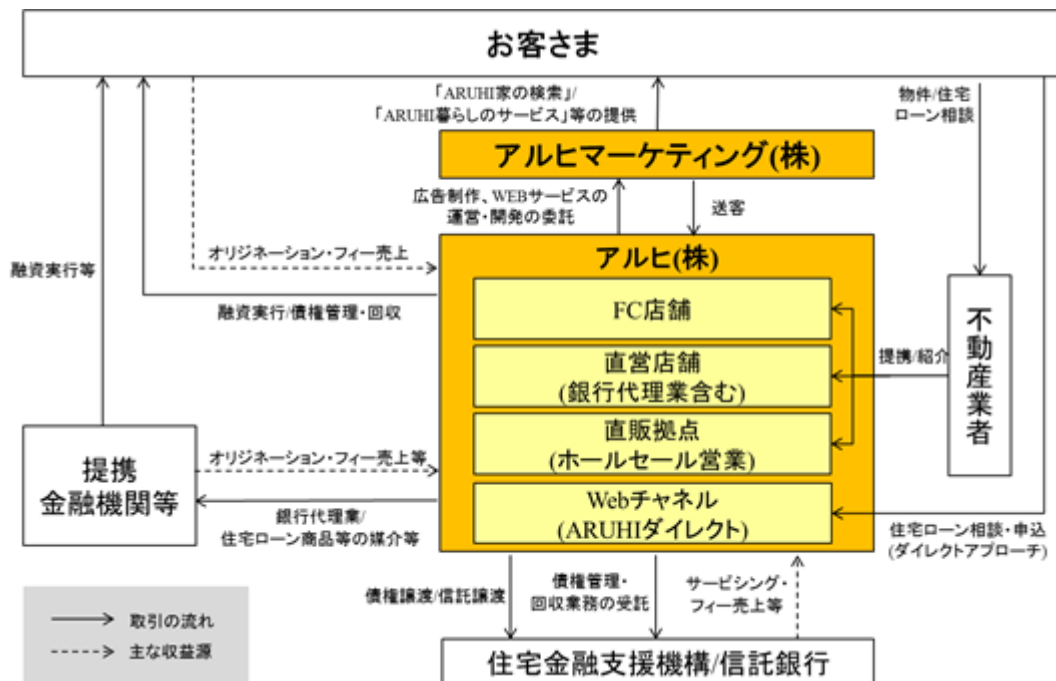 お客さま
「ARUHI家の検索」/
「ARUHI暮らしのサービス」等の提供
物件/住宅
ローン相談
アルヒマーケティング(株)
広告制作、WEBサービスの
運営・開発の委託
送客
融資実行等
オリジネーション・フィー売上
アルヒ(株)
融資実行/債権管理・回収
FC店舗
直営店舗
(銀行代理業含む)
直販拠点
(ホールセール営業)
Webチャネル
(ARUHIダイレクト)
提携/紹介
不動産業者
提携
金融機関等
オリジネーション・フィー売上等
銀行代理業/
住宅ローン商品等の媒介等
住宅ローン相談・申込
(ダイレクトアプローチ)
債権譲渡/信託譲渡
債権管理・
回収業務の受託
サービシング・
フィー売上等
取引の流れ
主な収益源
住宅金融支援機構/信託銀行